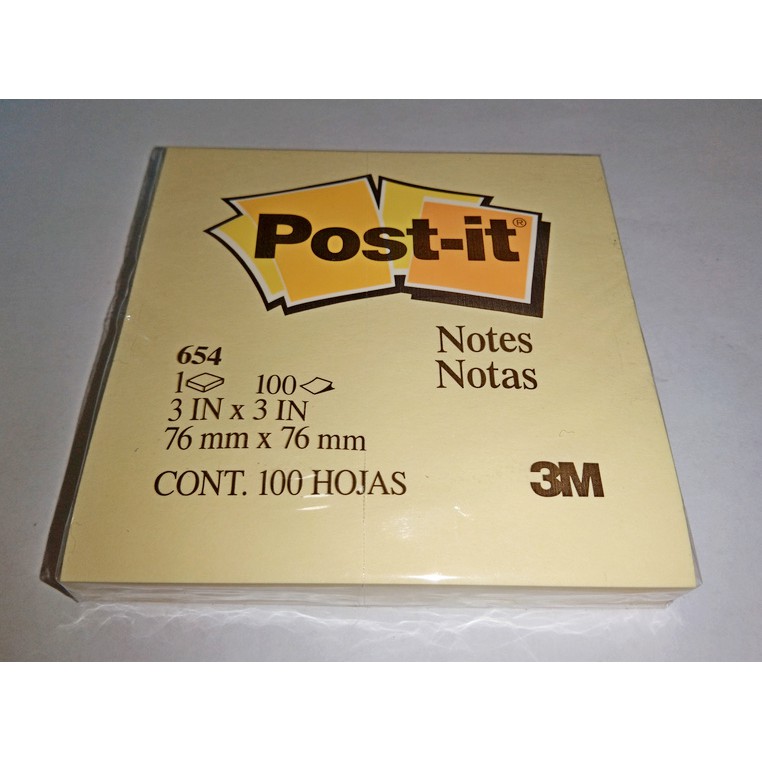 Post-it®
Notes
Notas
654
1 100
3 IN x 3 IN
76 mm x 76 mm
CONT. 100 HOJAS
3M